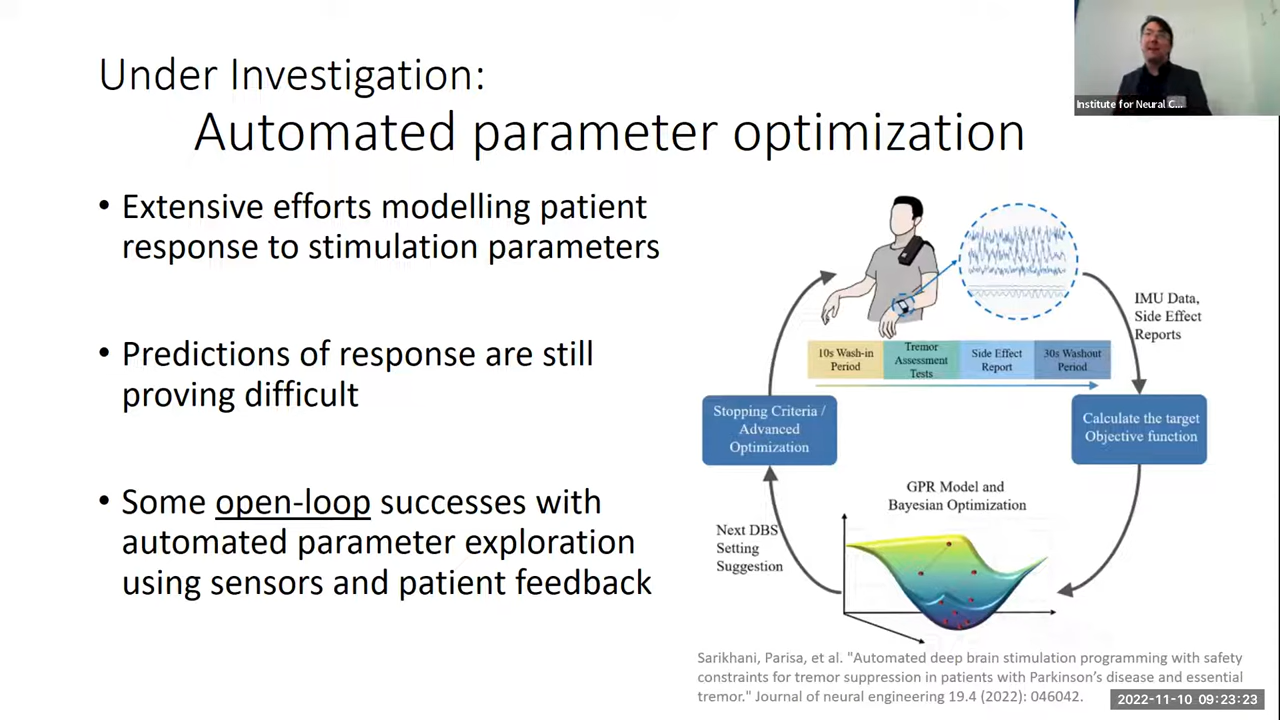 Under Investigation:
Automated parameter optimization
Institute for Neural C...
• Extensive efforts modelling patient
response to stimulation parameters
• Predictions of response are still
proving difficult
• Some open-loop successes with
automated parameter exploration
using sensors and patient feedback
IMU Data,
Side Effect
Reports
10s Wash-in
Period
Tremor
Assessment
Tests
Side Effect
Report
30s Washout
Period
Stopping Criteria /
Advanced
Optimization
Calculate the target
Objective function
GPR Model and
Bayesian Optimization
Next DBS
Setting
Suggestion
Sarikhani, Parisa, et al. "Automated deep brain stimulation programming with safety
constraints for tremor suppression in patients with Parkinson's disease and essential
tremor." Journal of neural engineering 19.4 (2022): 046042.
2022-11-10 09:23:23